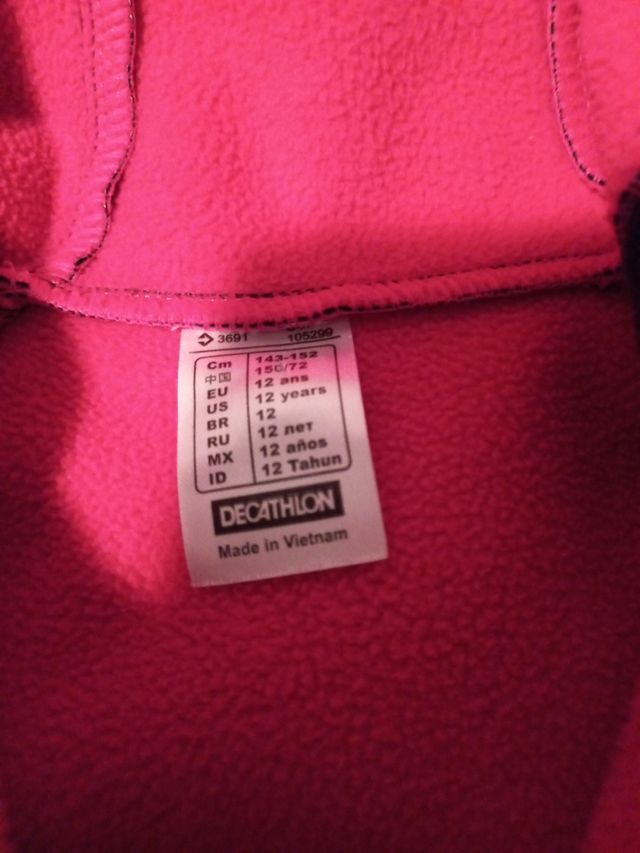 3691
105299
Cm 143-152
中国 150/72
EU 12 ans
US 12 years
BR 12
RU 12 лет
MX 12 años
ID 12 Tahun
DECATHLON
Made in Vietnam